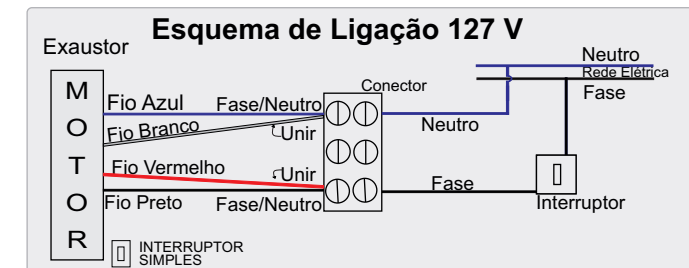 Esquema de Ligação 127 V
Exaustor
Neutro
Rede Elétrica
Fase
Conector
MOTOR
Fio Azul
Fase/Neutro
Fio Branco
Unir
Neutro
Fio Vermelho
Unir
Fase
Fio Preto
Fase/Neutro
Interruptor
INTERRUPTOR
SIMPLES